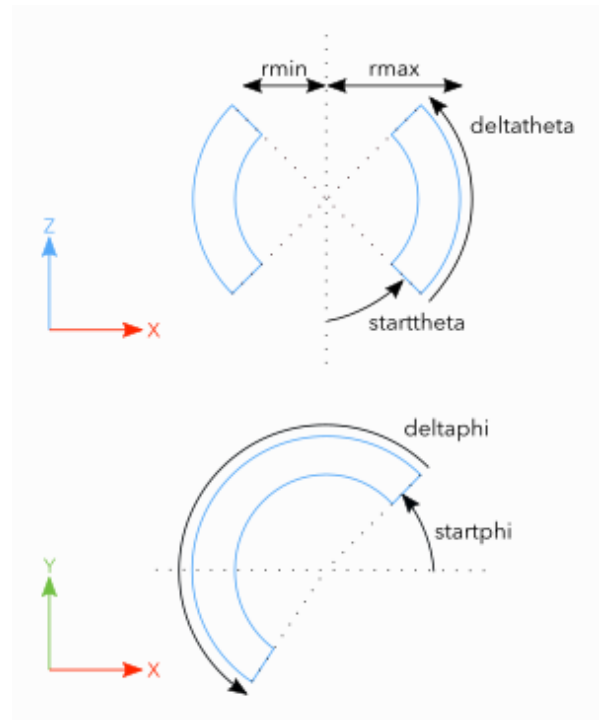 rmin rmax
deltatheta
Z
X
starttheta
deltaphi
startphi
Y
X